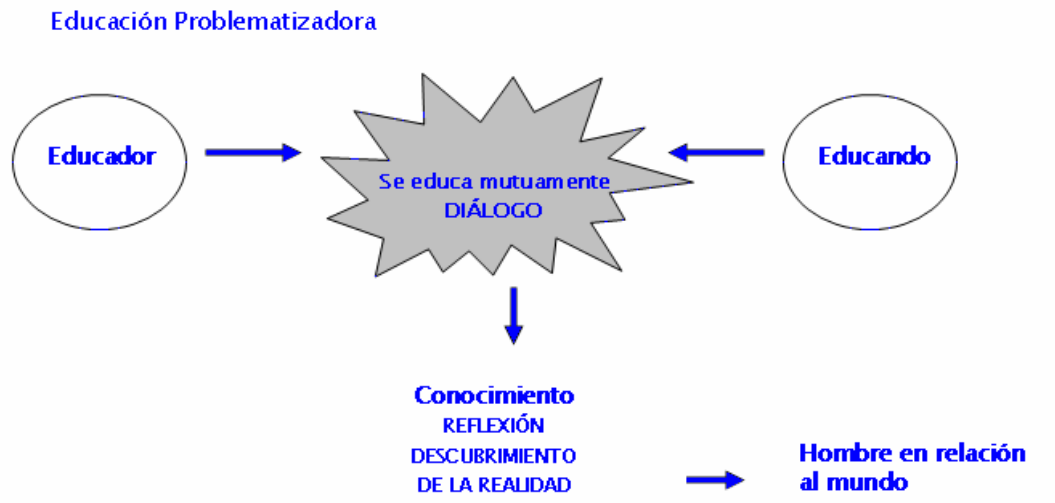 Educación Problematizadora
Educador
Se educa mutuamente
DIÁLOGO
Educando
Conocimiento
REFLEXIÓN
DESCUBRIMIENTO
DE LA REALIDAD
Hombre en relación
al mundo